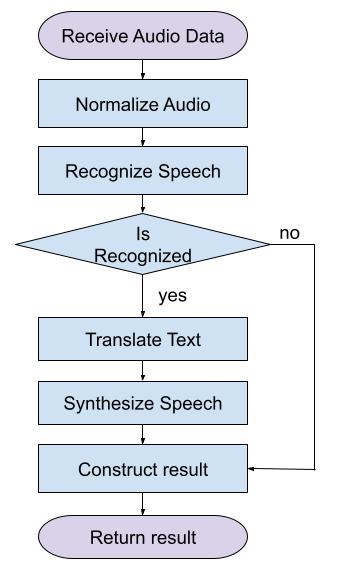 Receive Audio Data
Normalize Audio
Recognize Speech
Is
Recognized
no
yes
Translate Text
Synthesize Speech
Construct result
Return result